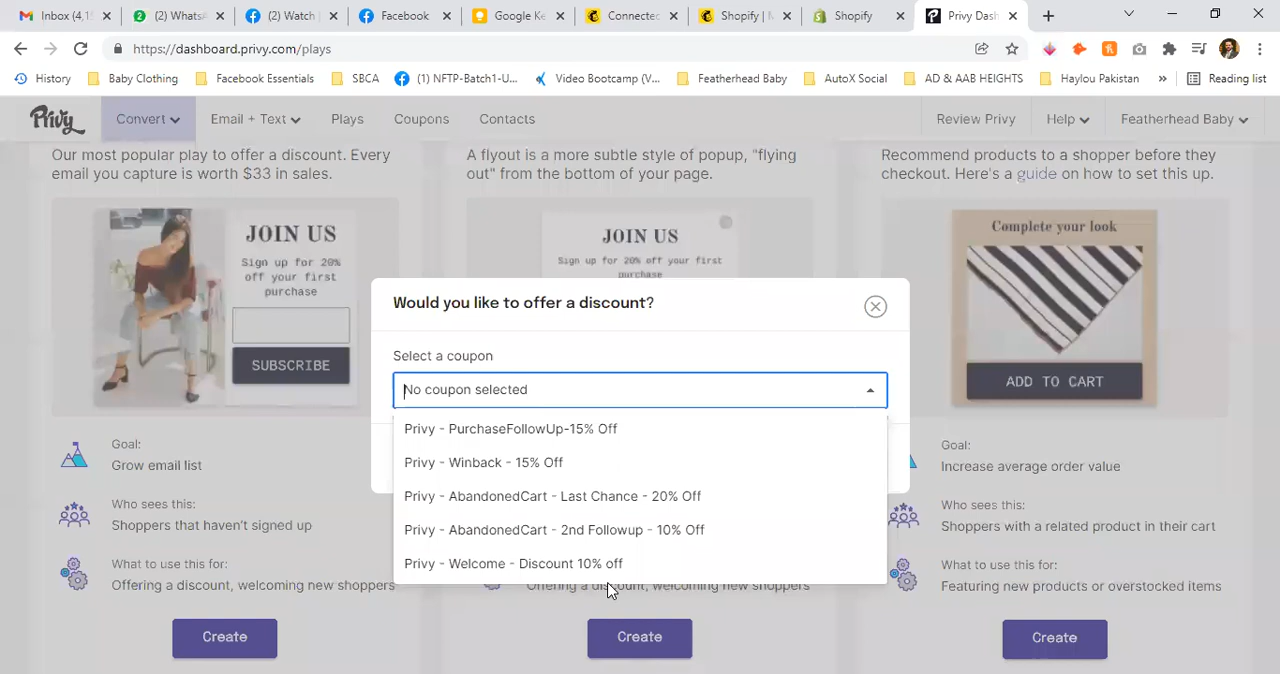 Inbox (4,15
(2) WhatsA
(2) Watch |
Facebook
Google Ke
Connected
Shopify | M
Shopify
Privy Dash
https://dashboard.privy.com/plays
History
Baby Clothing
Facebook Essentials
SBCA
(1) NFTP-Batch1-U...
Video Bootcamp (V...
Featherhead Baby
AutoX Social
AD & AAB HEIGHTS
Haylou Pakistan
»
Reading list
Privy
Convert
Email + Text
Plays
Coupons
Contacts
Review Privy
Help
Featherhead Baby
Our most popular play to offer a discount. Every
email you capture is worth $33 in sales.
A flyout is a more subtle style of popup, "flying
out" from the bottom of your page.
Recommend products to a shopper before they
checkout. Here's a guide on how to set this up.
JOIN US
Sign up for 20%
off your first
purchase
SUBSCRIBE
JOIN US
Sign up for 20% off your first
purchase
Complete your look
ADD TO CART
Would you like to offer a discount?
Select a coupon
No coupon selected
Privy - PurchaseFollowUp-15% Off
Privy - Winback - 15% Off
Privy - AbandonedCart - Last Chance - 20% Off
Privy - AbandonedCart - 2nd Followup - 10% Off
Privy - Welcome - Discount 10% off
Goal:
Grow email list
Who sees this:
Shoppers that haven't signed up
What to use this for:
Offering a discount, welcoming new shoppers
Offering a discount, welcoming new shoppers
Goal:
Increase average order value
Who sees this:
Shoppers with a related product in their cart
What to use this for:
Featuring new products or overstocked items
Create
Create
Create